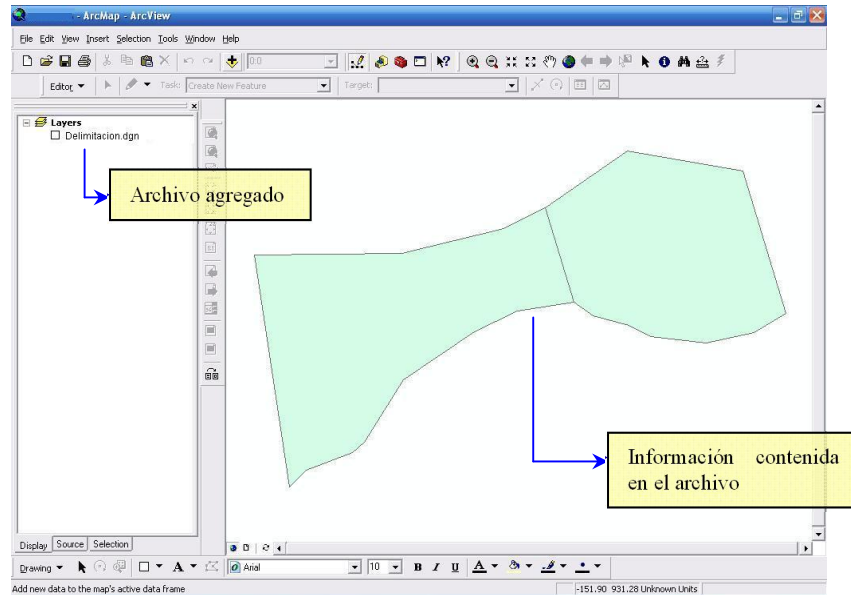 - ArcMap - ArcView
File Edit View Insert Selection Tools Window Help
0:0
Editor Task: Create New Feature Target:
Layers
Delimitacion.dgn
Archivo agregado
Información contenida
en el archivo
Display Source Selection
Drawing A Arial 10 B I U A
Add new data to the map's active data frame
-151.90 931.28 Unknown Units